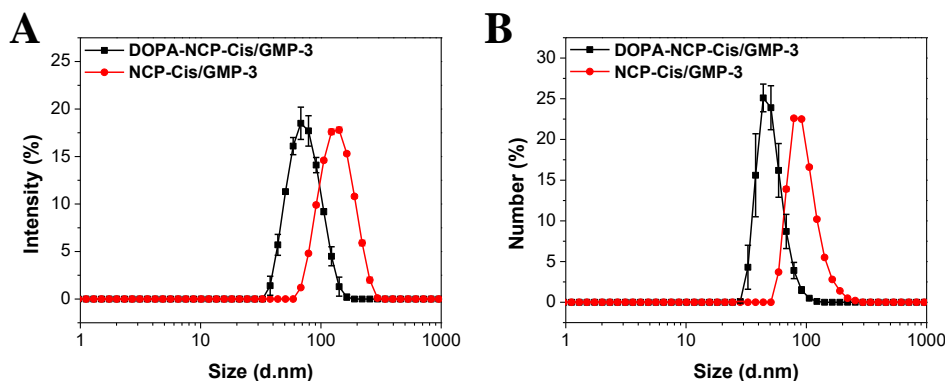 A
DOPA-NCP-Cis/GMP-3
NCP-Cis/GMP-3
25
20
15
10
5
0
Intensity (%)
1
10
100
1000
Size (d.nm)
B
DOPA-NCP-Cis/GMP-3
NCP-Cis/GMP-3
30
25
20
15
10
5
0
Number (%)
1
10
100
1000
Size (d.nm)